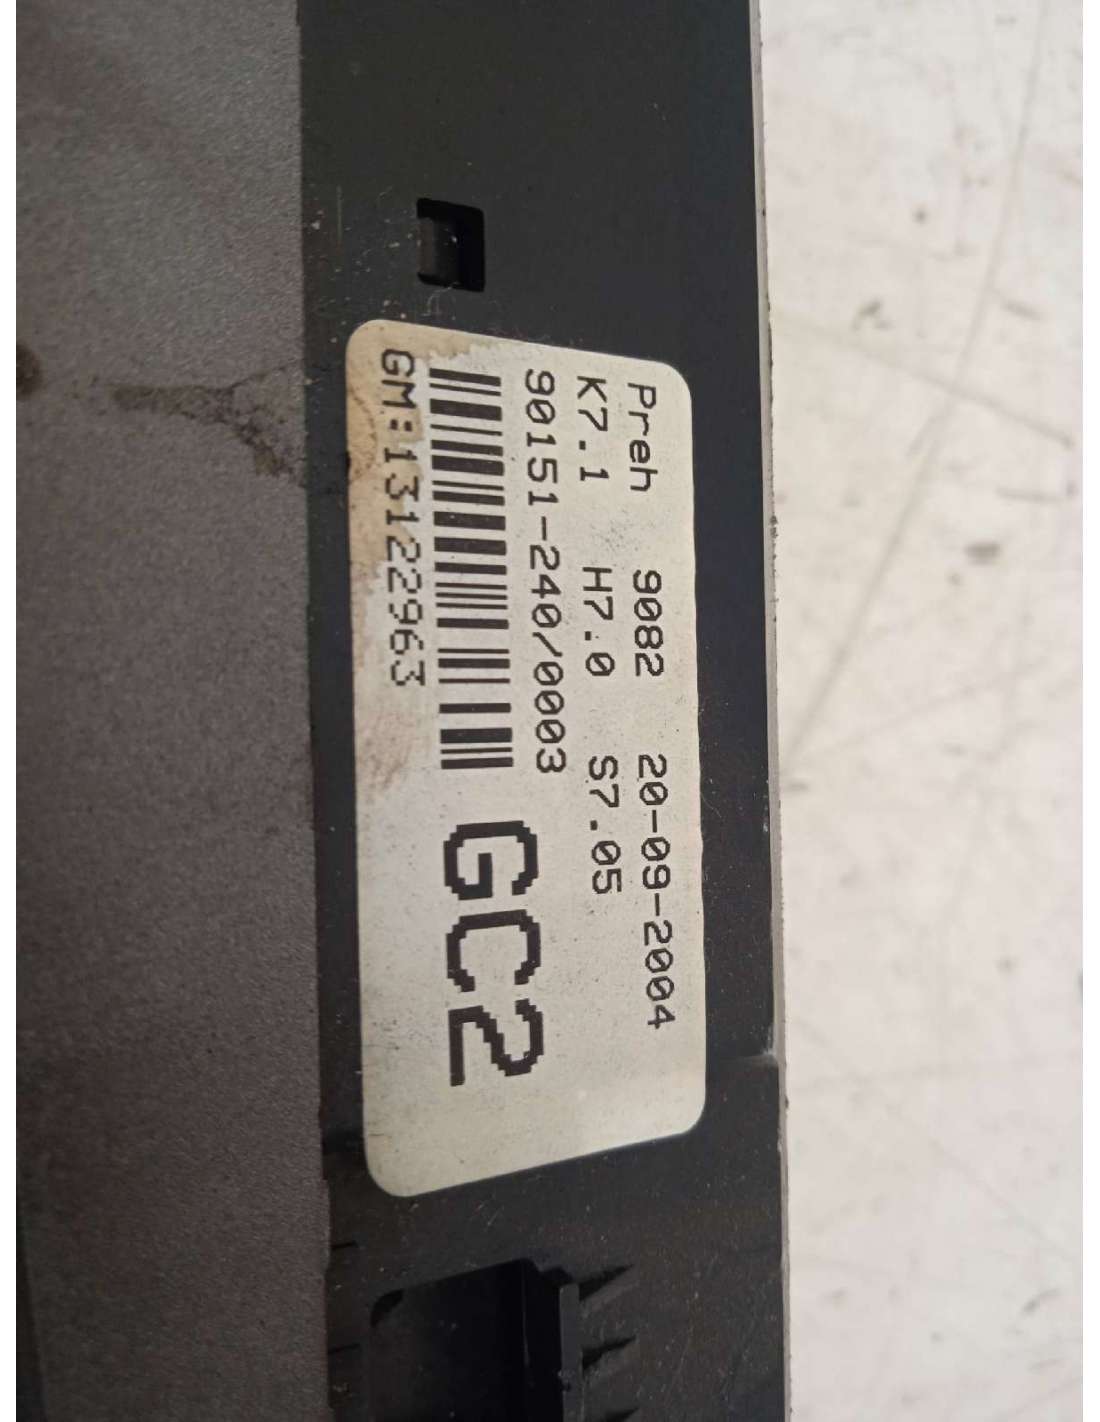 Preh 9082 20-09-2004
K7.1 H7.0 S7.05
90151-240/0003
GC2
GM:13122963